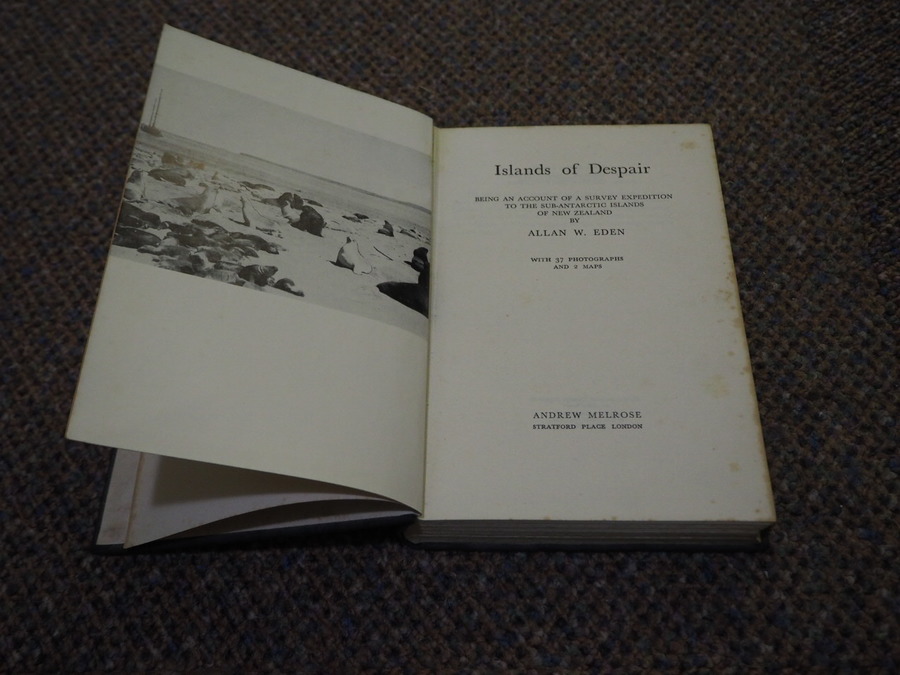 Islands of Despair
BEING AN ACCOUNT OF A SURVEY EXPEDITION
TO THE SUB-ANTARCTIC ISLANDS
OF NEW ZEALAND
BY
ALLAN W. EDEN
WITH 37 PHOTOGRAPHS
AND 2 MAPS
ANDREW MELROSE
STRATFORD PLACE LONDON